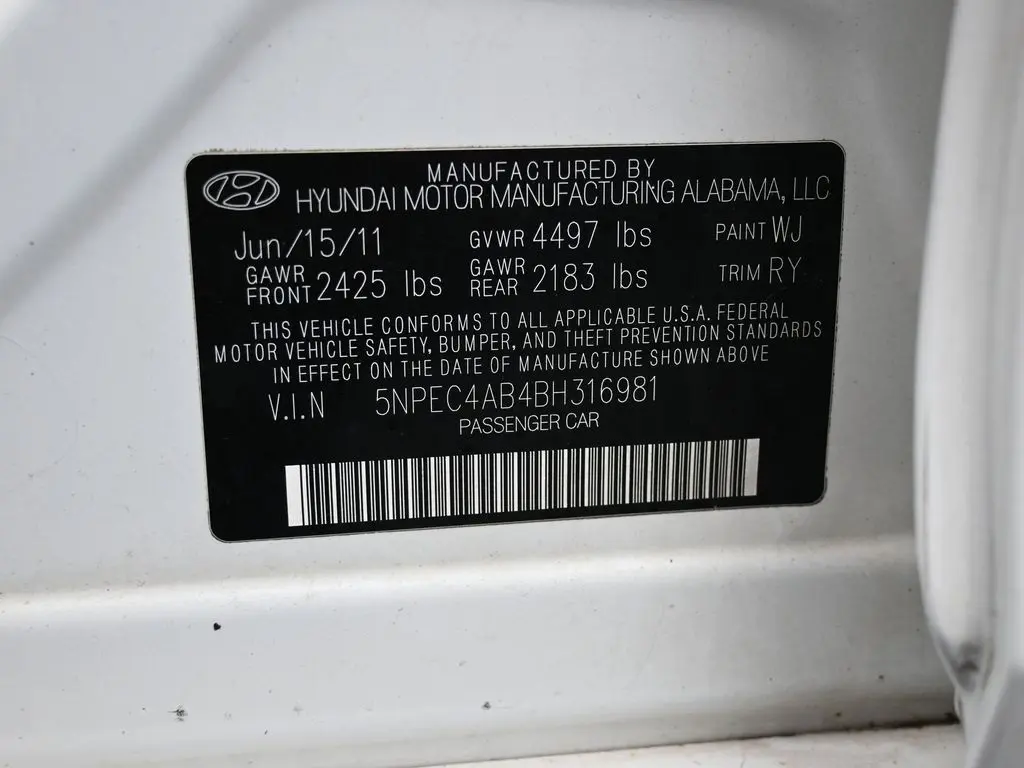 MANUFACTURED BY
HYUNDAI MOTOR MANUFACTURING ALABAMA, LLC
Jun/15/11 GVWR 4497 lbs PAINT WJ
GAWR FRONT 2425 lbs GAWR REAR 2183 lbs TRIM RY
THIS VEHICLE CONFORMS TO ALL APPLICABLE U.S.A. FEDERAL
MOTOR VEHICLE SAFETY, BUMPER, AND THEFT PREVENTION STANDARDS
IN EFFECT ON THE DATE OF MANUFACTURE SHOWN ABOVE
V.I.N 5NPEC4AB4BH316981
PASSENGER CAR